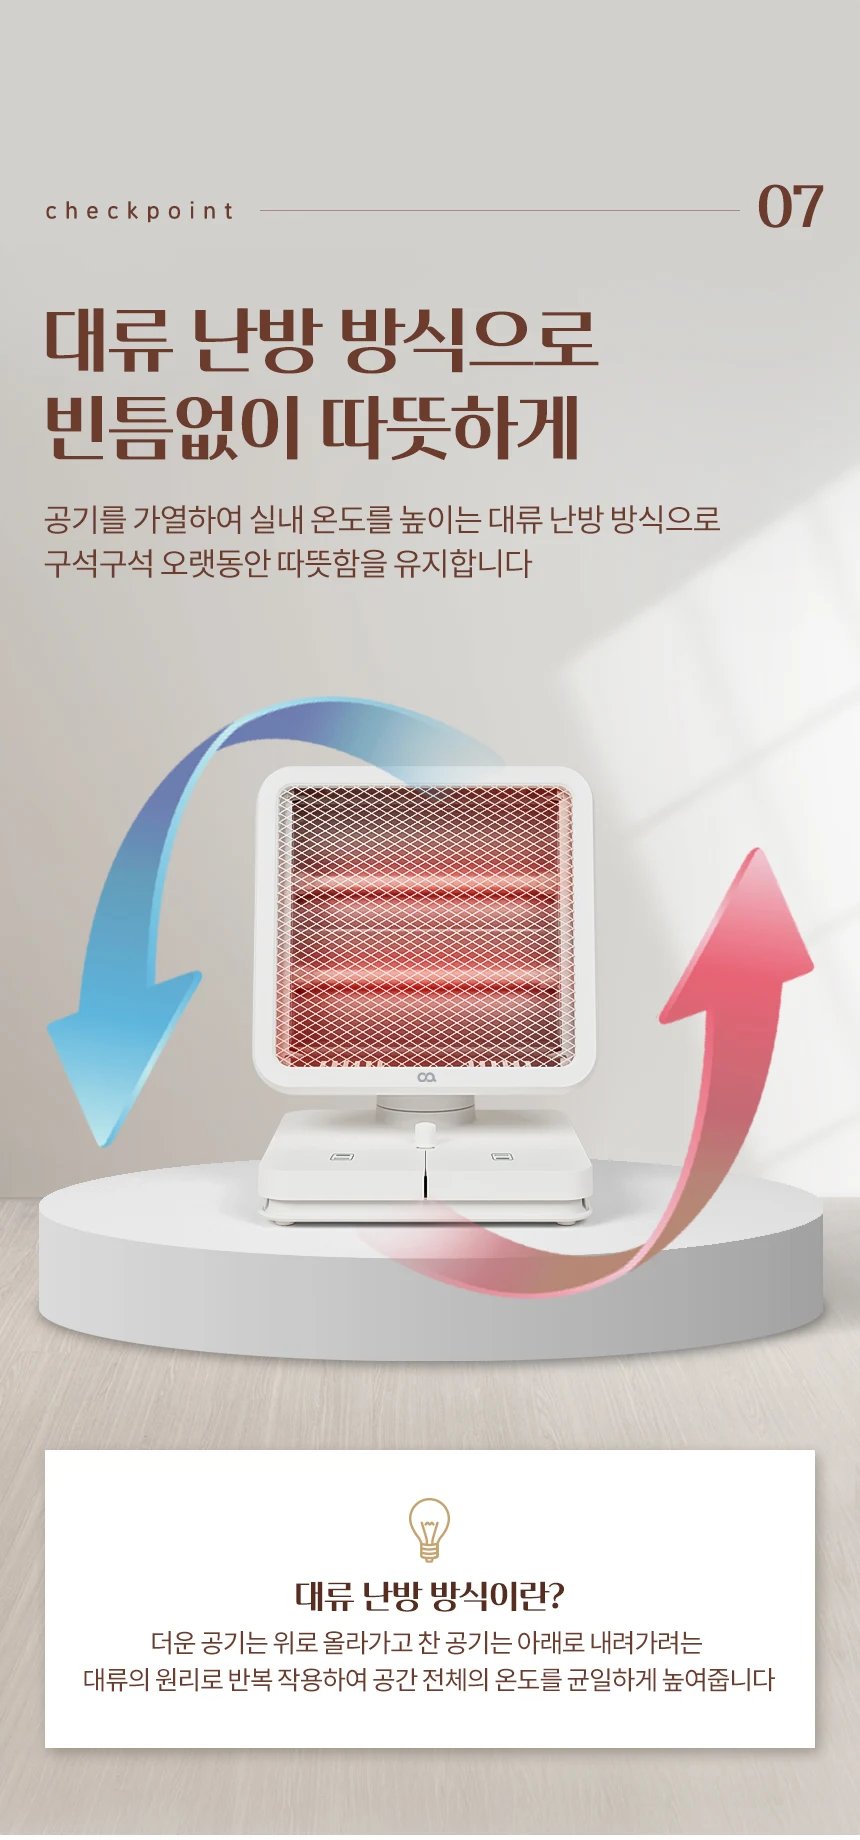 checkpoint
07
대류 난방 방식으로
빈틈없이 따뜻하게
공기를 가열하여 실내 온도를 높이는 대류 난방 방식으로
구석구석 오랫동안 따뜻함을 유지합니다
대류 난방 방식이란?
더운 공기는 위로 올라가고 찬 공기는 아래로 내려가려는
대류의 원리로 반복 작용하여 공간 전체의 온도를 균일하게 높여줍니다